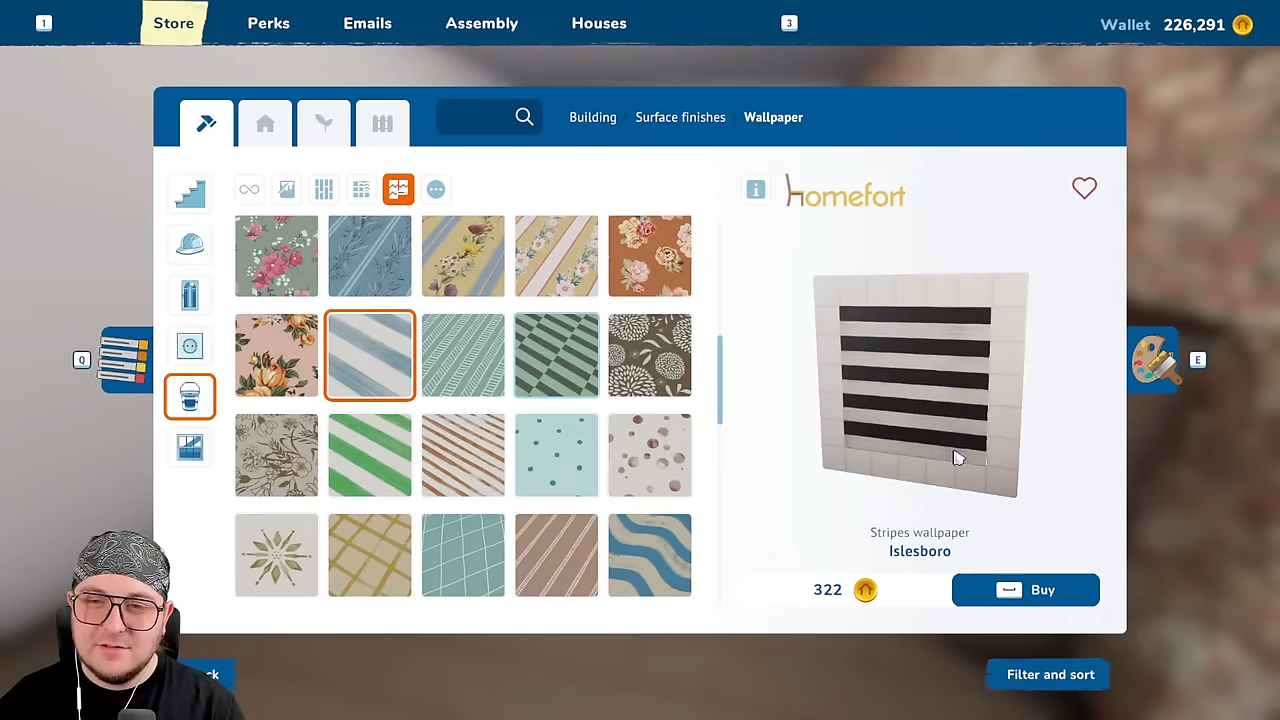 1
Store
Perks
Emails
Assembly
Houses
3
Wallet 226,291
Building
Surface finishes
Wallpaper
homefort
Q
E
Stripes wallpaper
Islesboro
322
Buy
ck
Filter and sort